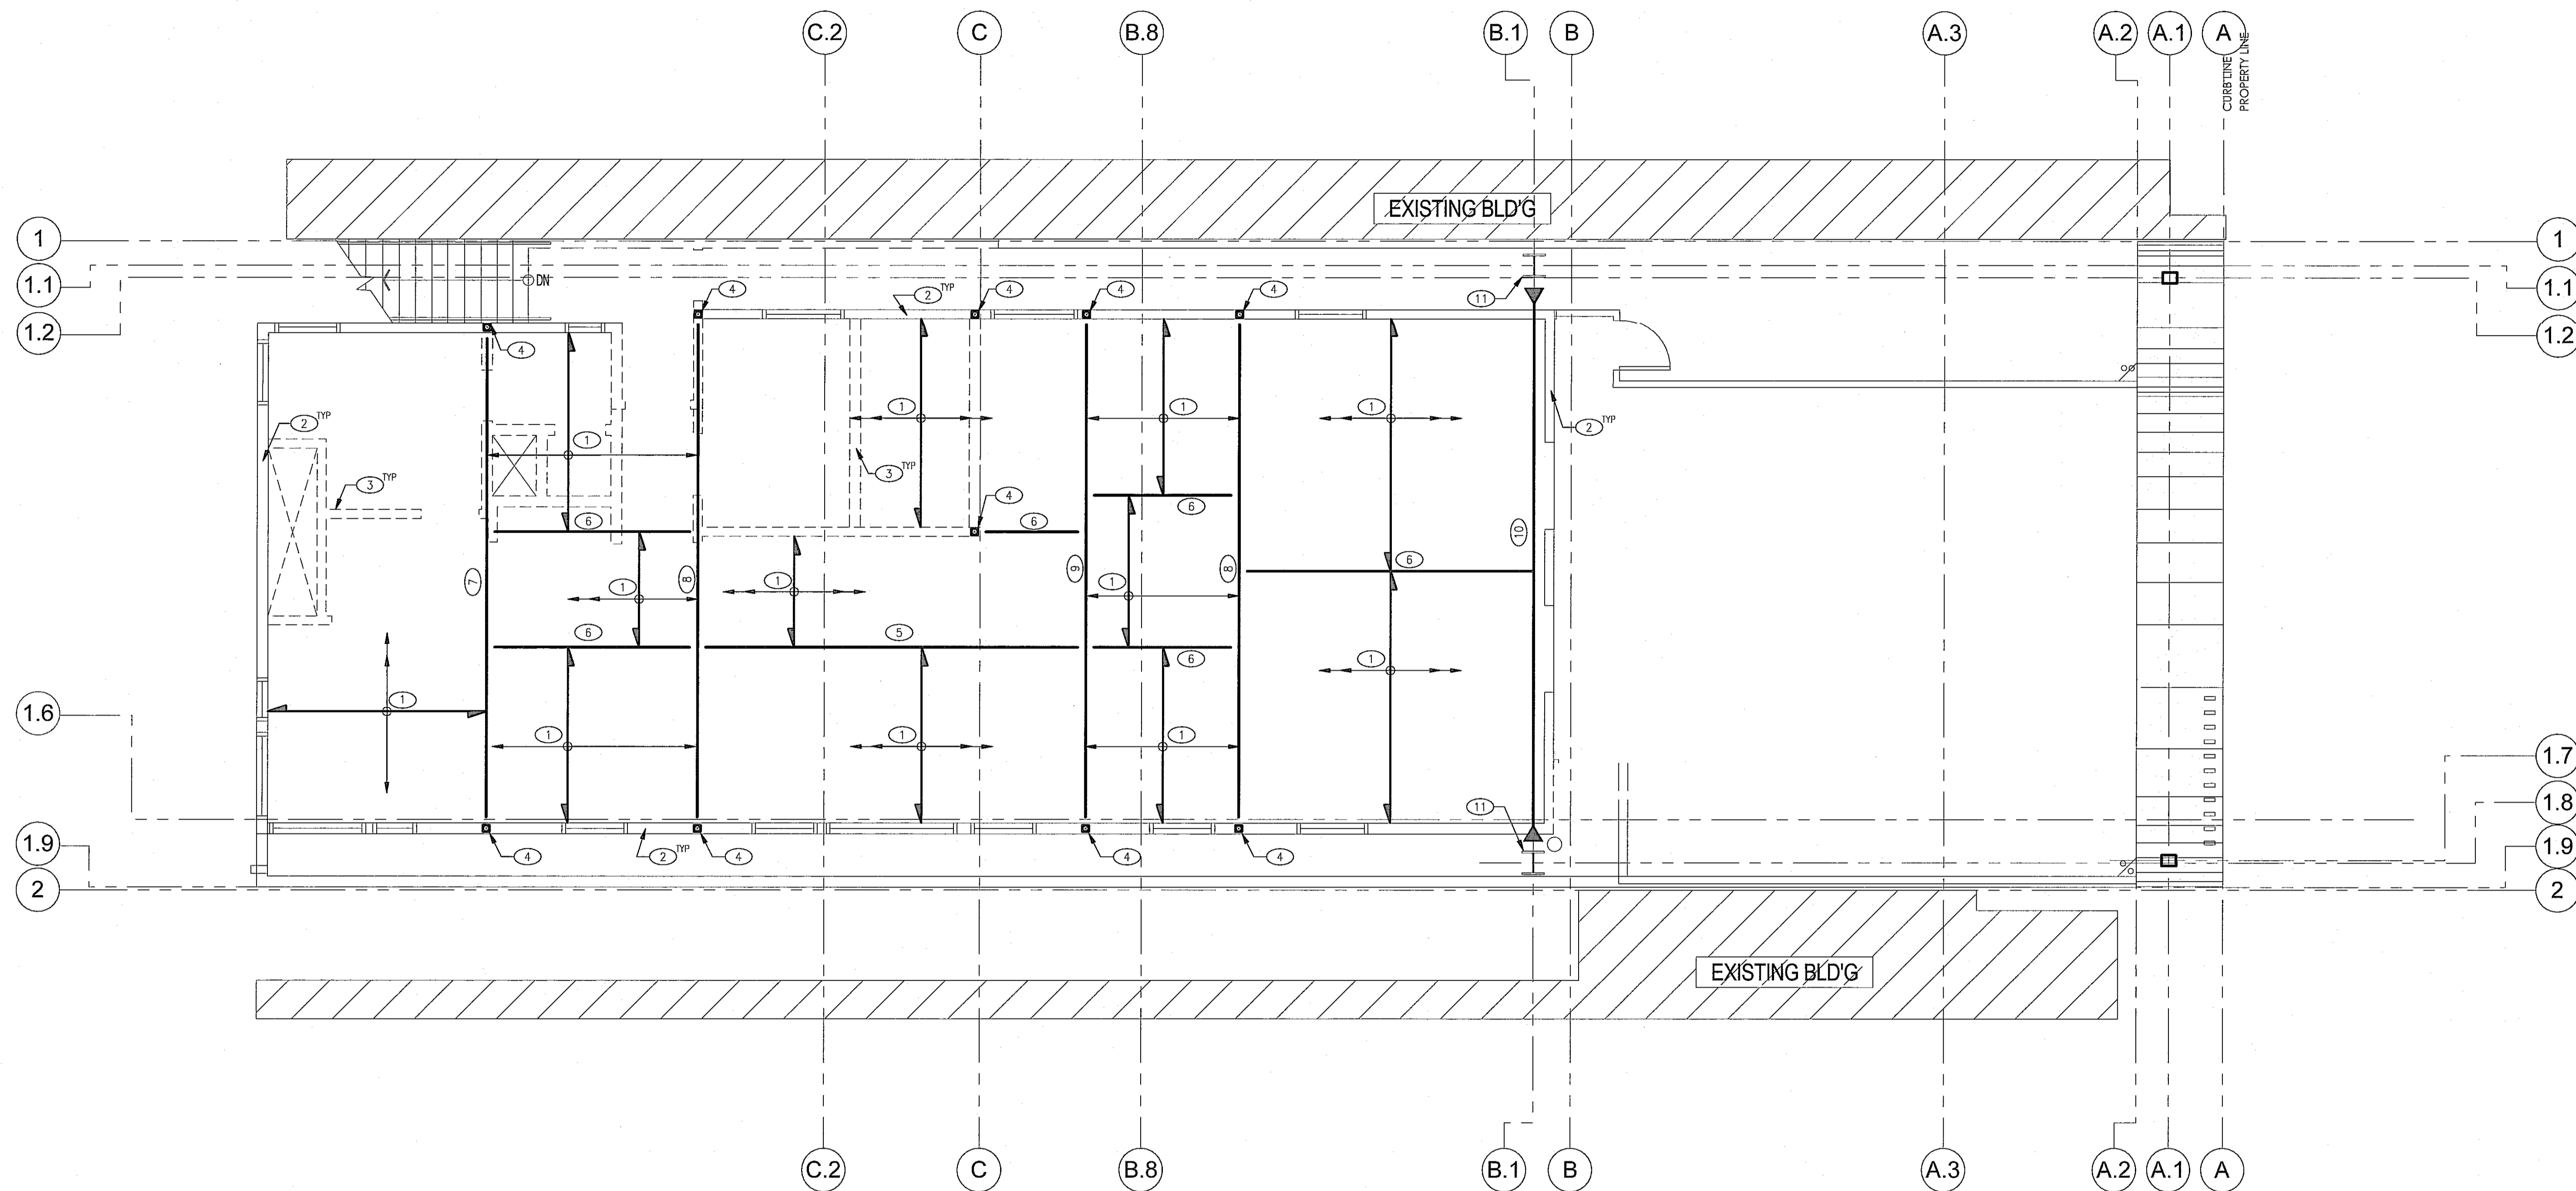 C.2 C B.8 B.1 B A.3 A.2 A.1 A
CURB LINE
PROPERTY LINE
EXISTING BLD'G
1 1
1.1 1.1
1.2 1.2
DN
4 2 TYP 4 4 4 11
4
2 TYP
1 1 1 1
2 TYP
3 TYP
3 TYP
4
6
6 6 10
6
7 8 9 8
1 1 1
6 5 6
1
1
1.6
1 1 1
1.7
1.8
11
4 2 TYP 4 4 4
1.9 1.9
2 2
EXISTING BLD'G
C.2 C B.8 B.1 B A.3 A.2 A.1 A